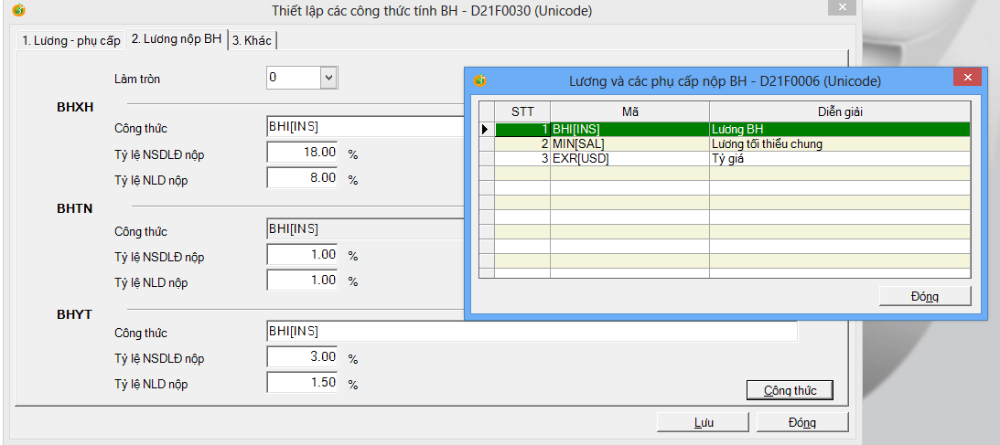 Thiết lập các công thức tính BH - D21F0030 (Unicode)
1. Lương - phụ cấp 2. Lương nộp BH 3. Khác
Làm tròn 0
BHXH
Công thức BHI[INS]
Tỷ lệ NSDLĐ nộp 18.00 %
Tỷ lệ NLD nộp 8.00 %
BHTN
Công thức BHI[INS]
Tỷ lệ NSDLĐ nộp 1.00 %
Tỷ lệ NLD nộp 1.00 %
BHYT
Công thức BHI[INS]
Tỷ lệ NSDLĐ nộp 3.00 %
Tỷ lệ NLD nộp 1.50 %
Công thức
Lưu Đóng
Lương và các phụ cấp nộp BH - D21F0006 (Unicode)
STT Mã Diễn giải
1 BHI[INS] Lương BH
2 MIN[SAL] Lương tối thiểu chung
3 EXR[USD] Tỷ giá
Đóng